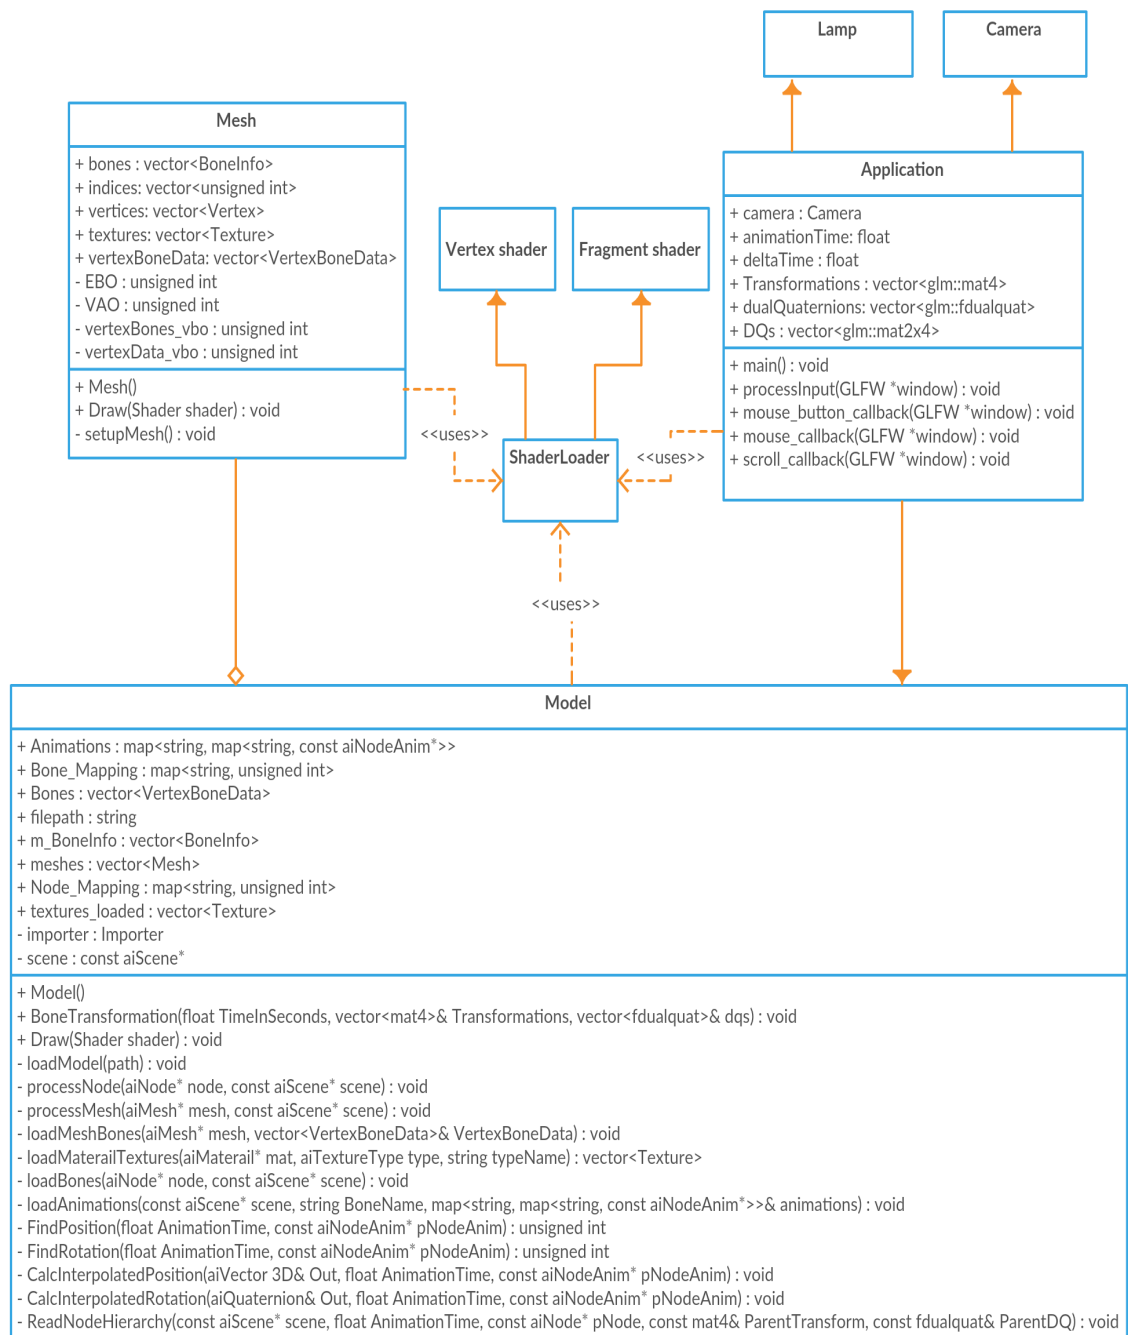 Lamp
Camera
Mesh
+ bones : vector<BoneInfo>
+ indices: vector<unsigned int>
+ vertices: vector<Vertex>
+ textures: vector<Texture>
+ vertexBoneData: vector<VertexBoneData>
- EBO : unsigned int
- VAO : unsigned int
- vertexBones_vbo : unsigned int
- vertexData_vbo : unsigned int
+ Mesh()
+ Draw(Shader shader) : void
- setupMesh() : void
Vertex shader
Fragment shader
Application
+ camera : Camera
+ animationTime: float
+ deltaTime : float
+ Transformations : vector<glm::mat4>
+ dualQuaternions: vector<glm::fdualquat>
+ DQs : vector<glm::mat2x4>
+ main() : void
+ processInput(GLFW *window) : void
+ mouse_button_callback(GLFW *window) : void
+ mouse_callback(GLFW *window) : void
+ scroll_callback(GLFW *window) : void
<<uses>>
ShaderLoader
<<uses>>
<<uses>>
Model
+ Animations : map<string, map<string, const aiNodeAnim*>>
+ Bone_Mapping : map<string, unsigned int>
+ Bones : vector<VertexBoneData>
+ filepath : string
+ m_BoneInfo : vector<BoneInfo>
+ meshes : vector<Mesh>
+ Node_Mapping : map<string, unsigned int>
+ textures_loaded : vector<Texture>
- importer : Importer
- scene : const aiScene*
+ Model()
+ BoneTransformation(float TimeInSeconds, vector<mat4>& Transformations, vector<fdualquat>& dqs) : void
+ Draw(Shader shader) : void
- loadModel(path) : void
- processNode(aiNode* node, const aiScene* scene) : void
- processMesh(aiMesh* mesh, const aiScene* scene) : void
- loadMeshBones(aiMesh* mesh, vector<VertexBoneData>& VertexBoneData) : void
- loadMaterailTextures(aiMaterail* mat, aiTextureType type, string typeName) : vector<Texture>
- loadBones(aiNode* node, const aiScene* scene) : void
- loadAnimations(const aiScene* scene, string BoneName, map<string, map<string, const aiNodeAnim*>>& animations) : void
- FindPosition(float AnimationTime, const aiNodeAnim* pNodeAnim) : unsigned int
- FindRotation(float AnimationTime, const aiNodeAnim* pNodeAnim) : unsigned int
- CalcInterpolatedPosition(aiVector 3D& Out, float AnimationTime, const aiNodeAnim* pNodeAnim) : void
- CalcInterpolatedRotation(aiQuaternion& Out, float AnimationTime, const aiNodeAnim* pNodeAnim) : void
- ReadNodeHierarchy(const aiScene* scene, float AnimationTime, const aiNode* pNode, const mat4& ParentTransform, const fdualquat& ParentDQ) : void